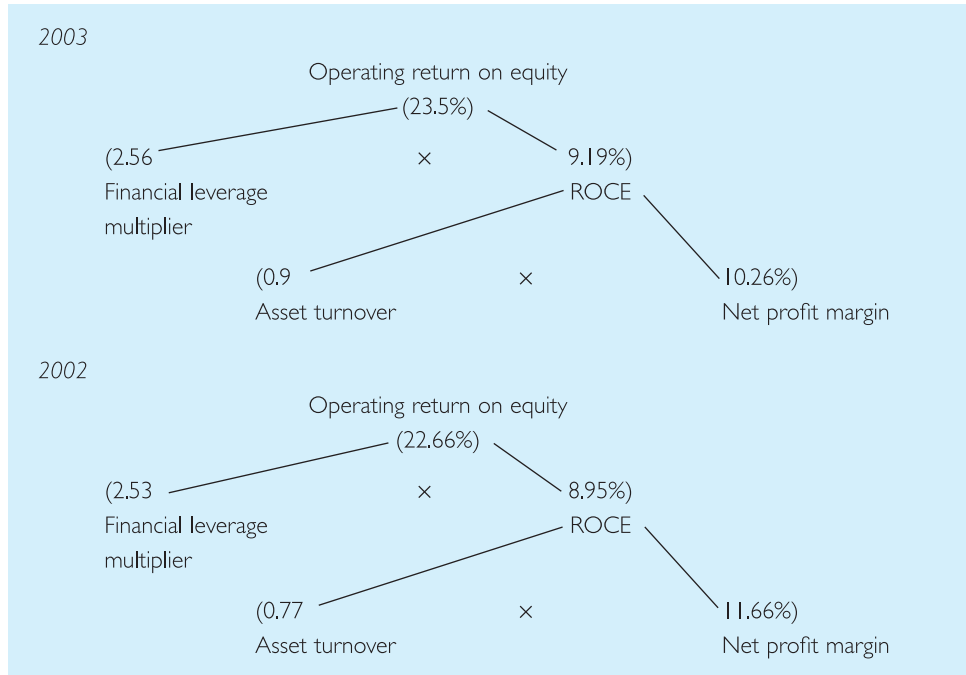 2003
Operating return on equity
(23.5%)
(2.56 × 9.19%)
Financial leverage ROCE
multiplier
(0.9 × 10.26%)
Asset turnover Net profit margin
2002
Operating return on equity
(22.66%)
(2.53 × 8.95%)
Financial leverage ROCE
multiplier
(0.77 × 11.66%)
Asset turnover Net profit margin